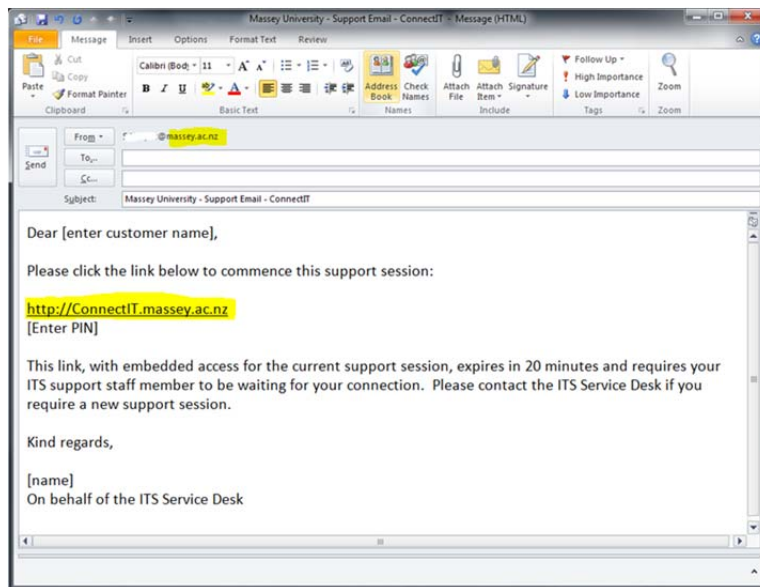 Massey University - Support Email - ConnectIT - Message (HTML)
File Message Insert Options Format Text Review
Cut
Copy
Format Painter
Paste
Calibri (Body 11
B I U
Address Book
Check Names
Attach File
Attach Item
Signature
Follow Up
High Importance
Low Importance
Zoom
Clipboard Basic Text Names Include Tags Zoom
From @massey.ac.nz
To...
Cc...
Send
Subject: Massey University - Support Email - ConnectIT
Dear [enter customer name],
Please click the link below to commence this support session:
http://ConnectIT.massey.ac.nz
[Enter PIN]
This link, with embedded access for the current support session, expires in 20 minutes and requires your
ITS support staff member to be waiting for your connection.  Please contact the ITS Service Desk if you
require a new support session.
Kind regards,
[name]
On behalf of the ITS Service Desk